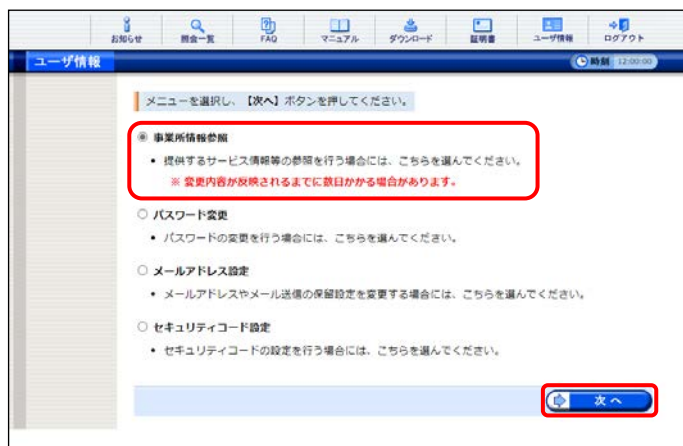 お知らせ 照会一覧 FAQ マニュアル ダウンロード 証明書 ユーザ情報 ログアウト
ユーザ情報 時刻 12:00:00
メニューを選択し、【次へ】ボタンを押してください。
事業所情報参照
• 提供するサービス情報等の参照を行う場合には、こちらを選んでください。
※ 変更内容が反映されるまでに数日かかる場合があります。
パスワード変更
• パスワードの変更を行う場合には、こちらを選んでください。
メールアドレス設定
• メールアドレスやメール送信の保留設定を変更する場合には、こちらを選んでください。
セキュリティコード設定
• セキュリティコードの設定を行う場合には、こちらを選んでください。
次へ